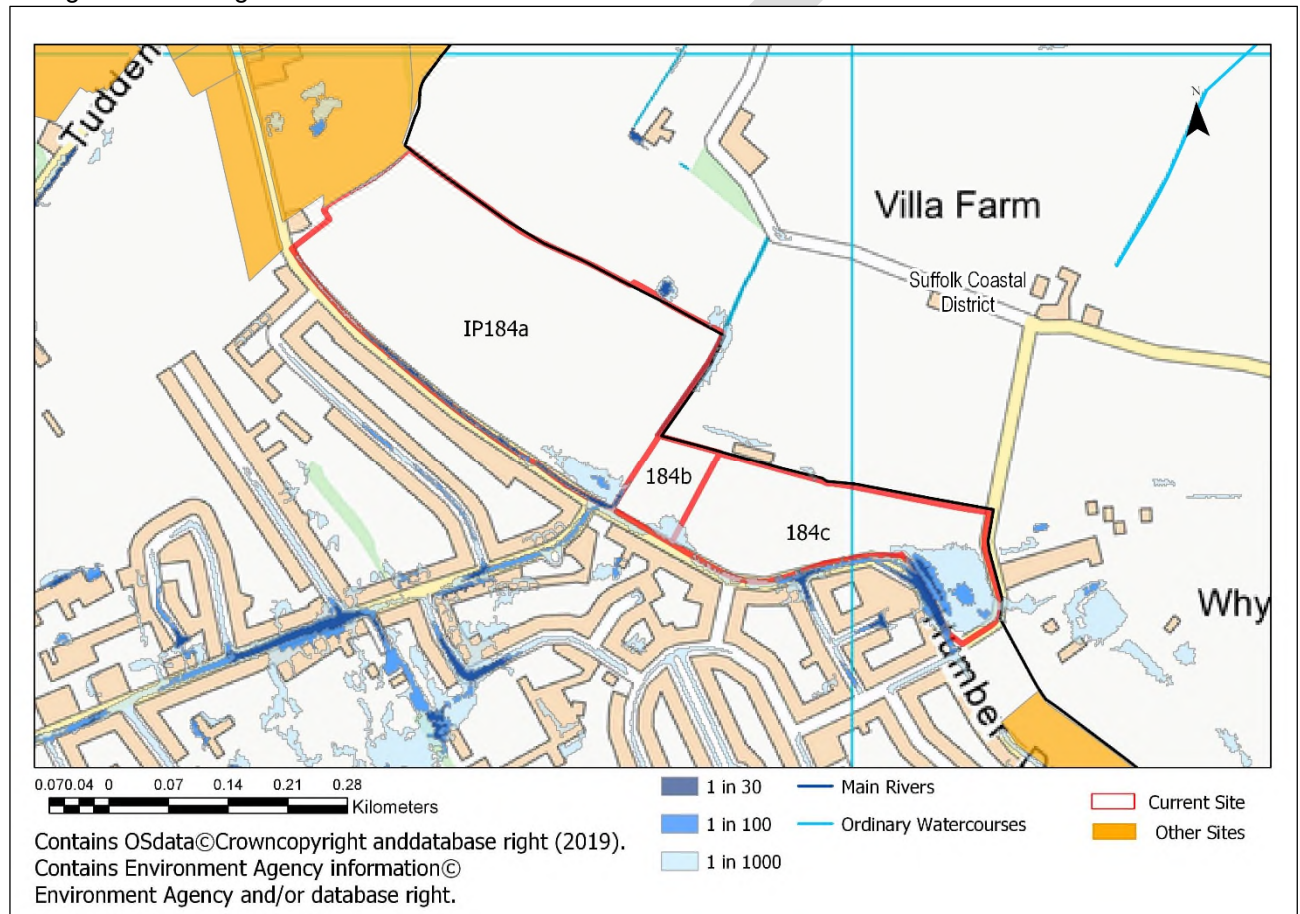 Tudden
N
Villa Farm
Suffolk Coastal
District
IP184a
184b
184c
Why
0.070.04 0 0.07 0.14 0.21 0.28
Kilometers
1 in 30
1 in 100
1 in 1000
Main Rivers
Ordinary Watercourses
Current Site
Other Sites
Contains OSdata©Crowncopyright anddatabase right (2019).
Contains Environment Agency information©
Environment Agency and/or database right.